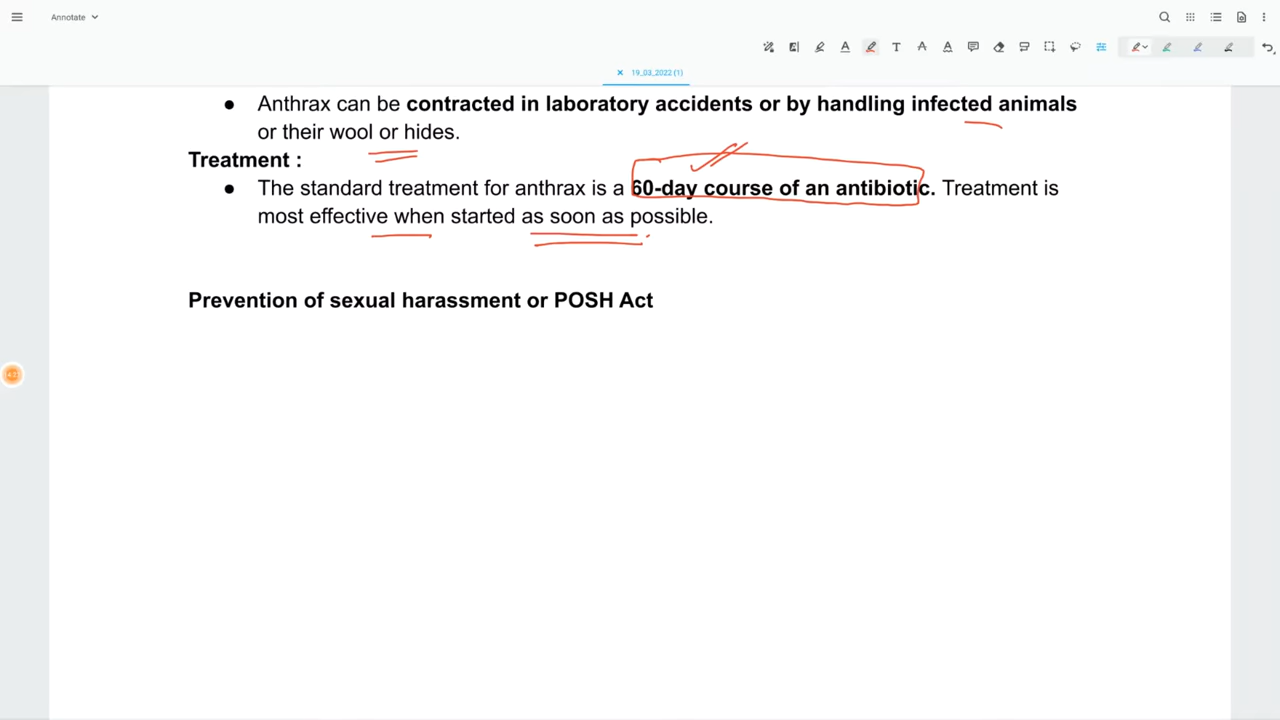 Annotate
19_03_2022 (1)
● Anthrax can be contracted in laboratory accidents or by handling infected animals
or their wool or hides.
Treatment :
● The standard treatment for anthrax is a 60-day course of an antibiotic. Treatment is
most effective when started as soon as possible.
Prevention of sexual harassment or POSH Act